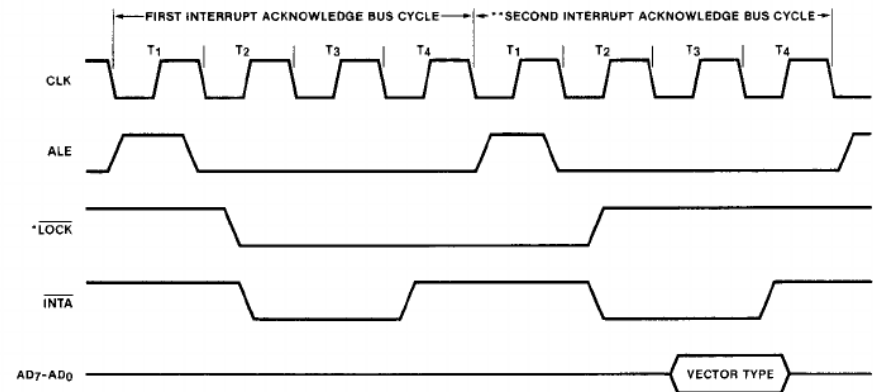 FIRST INTERRUPT ACKNOWLEDGE BUS CYCLE **SECOND INTERRUPT ACKNOWLEDGE BUS CYCLE
T1 T2 T3 T4 T1 T2 T3 T4
CLK
ALE
*LOCK
INTA
AD7-AD0 VECTOR TYPE